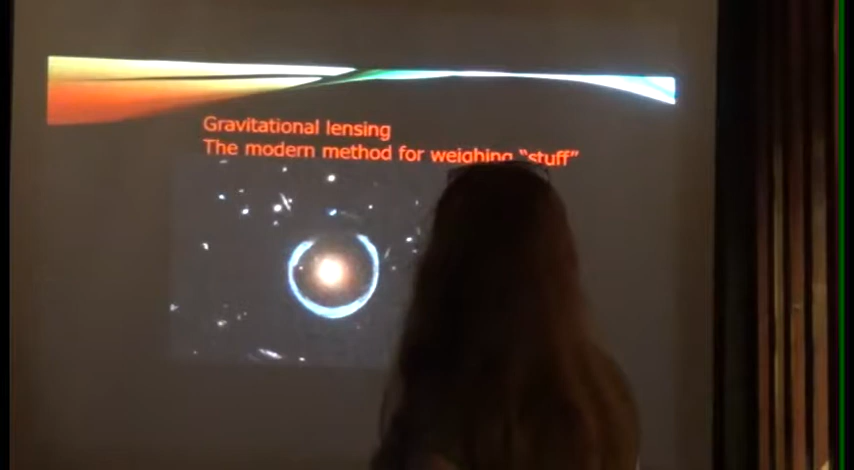 Gravitational lensing
The modern method for weighing “stuff”